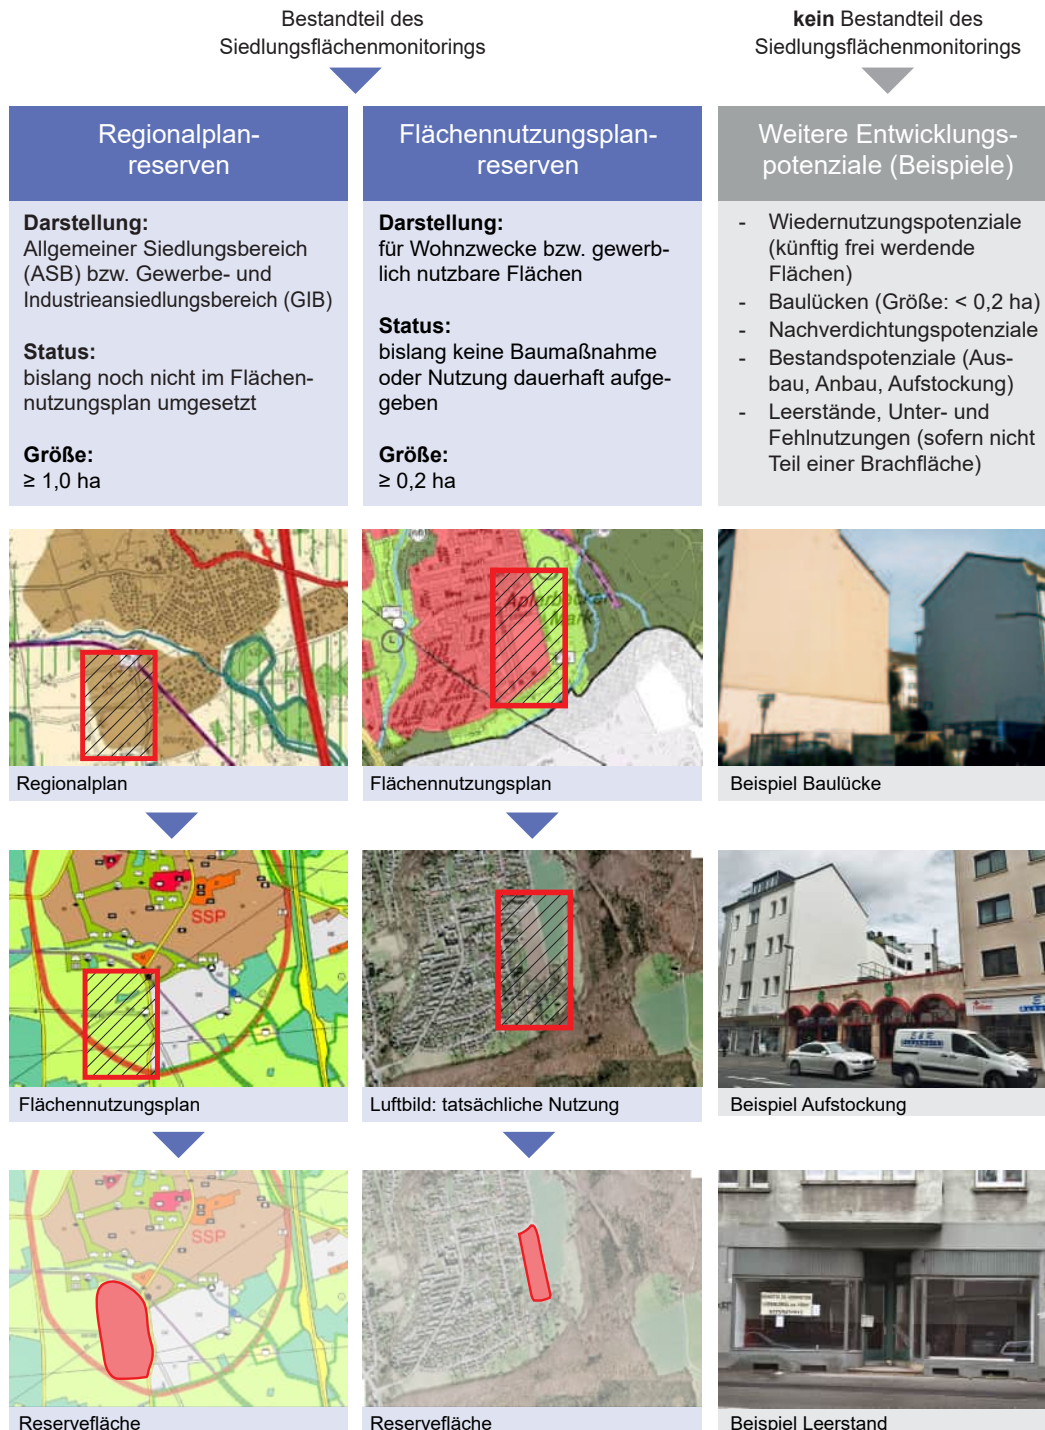 Bestandteil des
Siedlungsflächenmonitorings
kein Bestandteil des
Siedlungsflächenmonitorings
Regionalplan-
reserven
Darstellung:
Allgemeiner Siedlungsbereich
(ASB) bzw. Gewerbe- und
Industrieansiedlungsbereich (GIB)
Status:
bislang noch nicht im Flächen-
nutzungsplan umgesetzt
Größe:
≥ 1,0 ha
Flächennutzungsplan-
reserven
Darstellung:
für Wohnzwecke bzw. gewerb-
lich nutzbare Flächen
Status:
bislang keine Baumaßnahme
oder Nutzung dauerhaft aufge-
geben
Größe:
≥ 0,2 ha
Weitere Entwicklungs-
potenziale (Beispiele)
- Wiedernutzungspotenziale
(künftig frei werdende
Flächen)
- Baulücken (Größe: < 0,2 ha)
- Nachverdichtungspotenziale
- Bestandspotenziale (Aus-
bau, Anbau, Aufstockung)
- Leerstände, Unter- und
Fehlnutzungen (sofern nicht
Teil einer Brachfläche)
Aplerbecker
Mark
Regionalplan
Flächennutzungsplan
Beispiel Baulücke
SSP
Flächennutzungsplan
Luftbild: tatsächliche Nutzung
Beispiel Aufstockung
SSP
Reservefläche
Reservefläche
Beispiel Leerstand